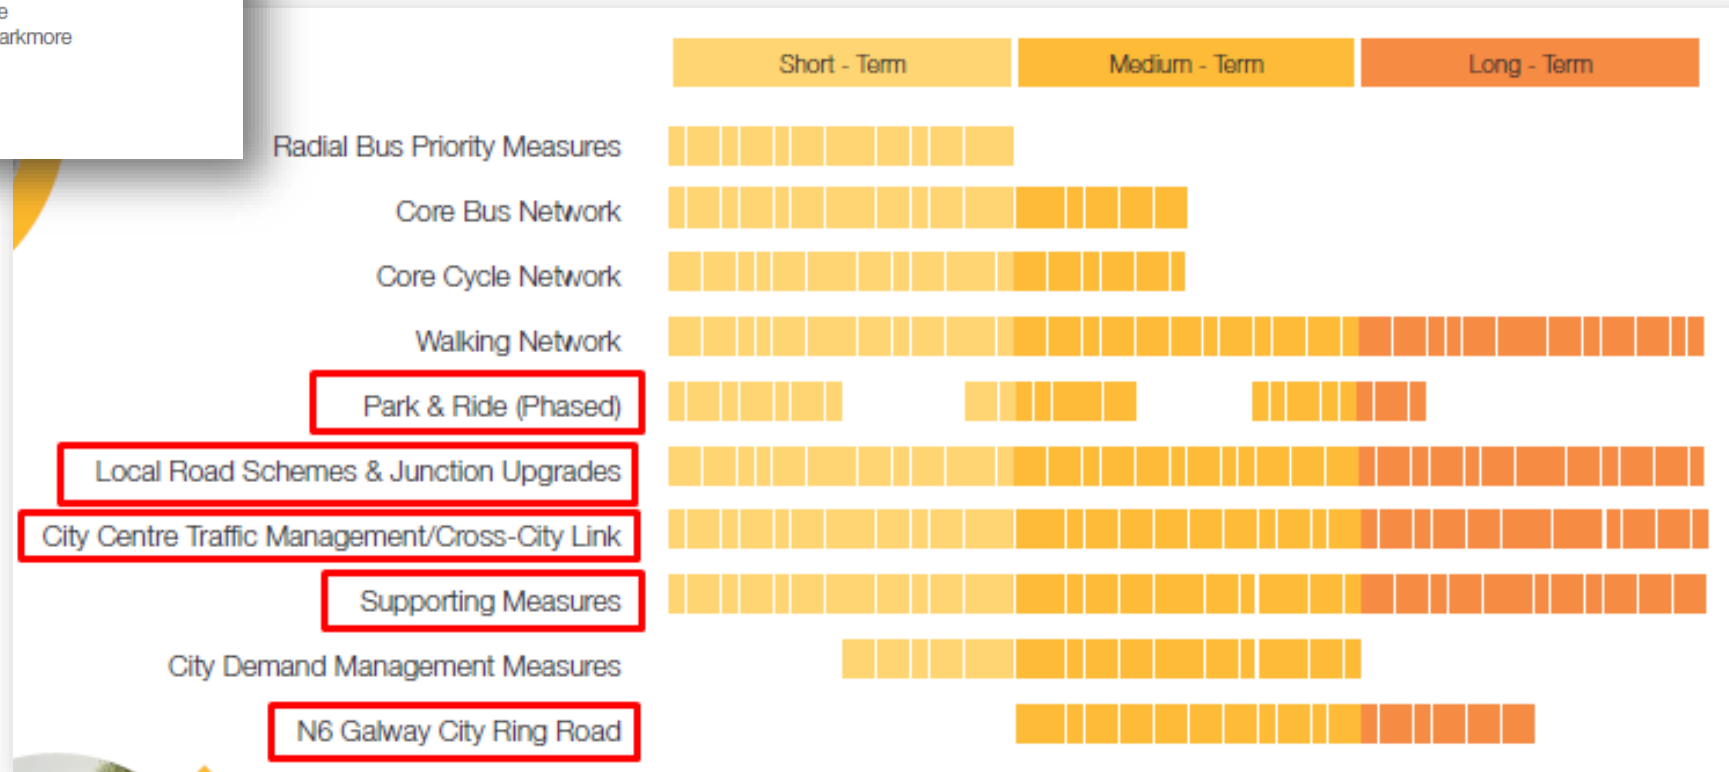 e
arkmore
Short - Term
Medium - Term
Long - Term
Radial Bus Priority Measures
Core Bus Network
Core Cycle Network
Walking Network
Park & Ride (Phased)
Local Road Schemes & Junction Upgrades
City Centre Traffic Management/Cross-City Link
Supporting Measures
City Demand Management Measures
N6 Galway City Ring Road